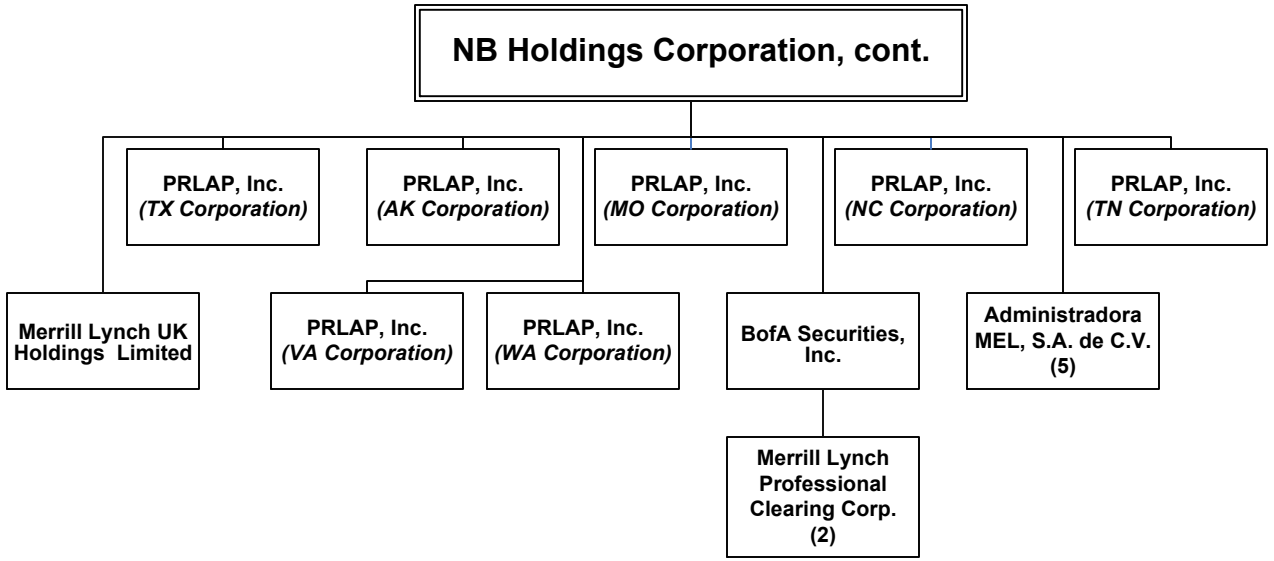 NB Holdings Corporation, cont.
PRLAP, Inc.
(TX Corporation)
PRLAP, Inc.
(AK Corporation)
PRLAP, Inc.
(MO Corporation)
PRLAP, Inc.
(NC Corporation)
PRLAP, Inc.
(TN Corporation)
Merrill Lynch UK
Holdings Limited
PRLAP, Inc.
(VA Corporation)
PRLAP, Inc.
(WA Corporation)
BofA Securities,
Inc.
Administradora
MEL, S.A. de C.V.
(5)
Merrill Lynch
Professional
Clearing Corp.
(2)